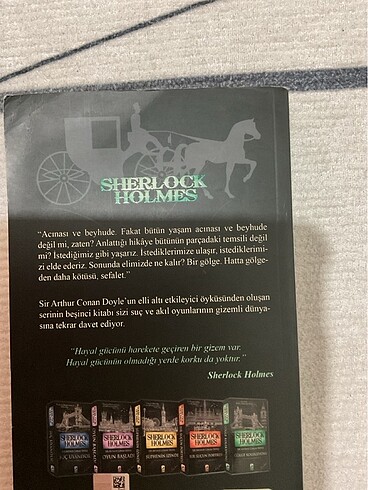 SHERLOCK
HOLMES
"Acınası ve beyhude. Fakat bütün yaşam acınası ve beyhude
değil mi, zaten? Anlattığı hikâye bütünün parçadaki temsili değil
mi? İstediğimiz gibi yaşarız. İstediklerimize ulaşır, istediklerimi-
zi elde ederiz. Sonunda elimizde ne kalır? Bir gölge. Hatta gölge-
den daha kötüsü, sefalet."
Sir Arthur Conan Doyle'un elli altı etkileyici öyküsünden oluşan
serinin beşinci kitabı sizi suç ve akıl oyunlarının gizemli dünya-
sına tekrar davet ediyor.
"Hayal gücünü harekete geçiren bir gizem var.
Hayal gücünün olmadığı yerde korku da yoktur."
Sherlock Holmes
SHERLOCK HOLMES
SHERLOCK HOLMES
OYUN BAŞLADI
SHERLOCK HOLMES
SHERLOCK HOLMES
SHERLOCK HOLMES